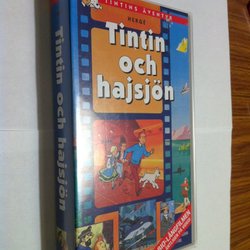 TINTINS ÄVENTYR
HERGÉ
Tintin
och
hajsjön
Tintin och hajsjön